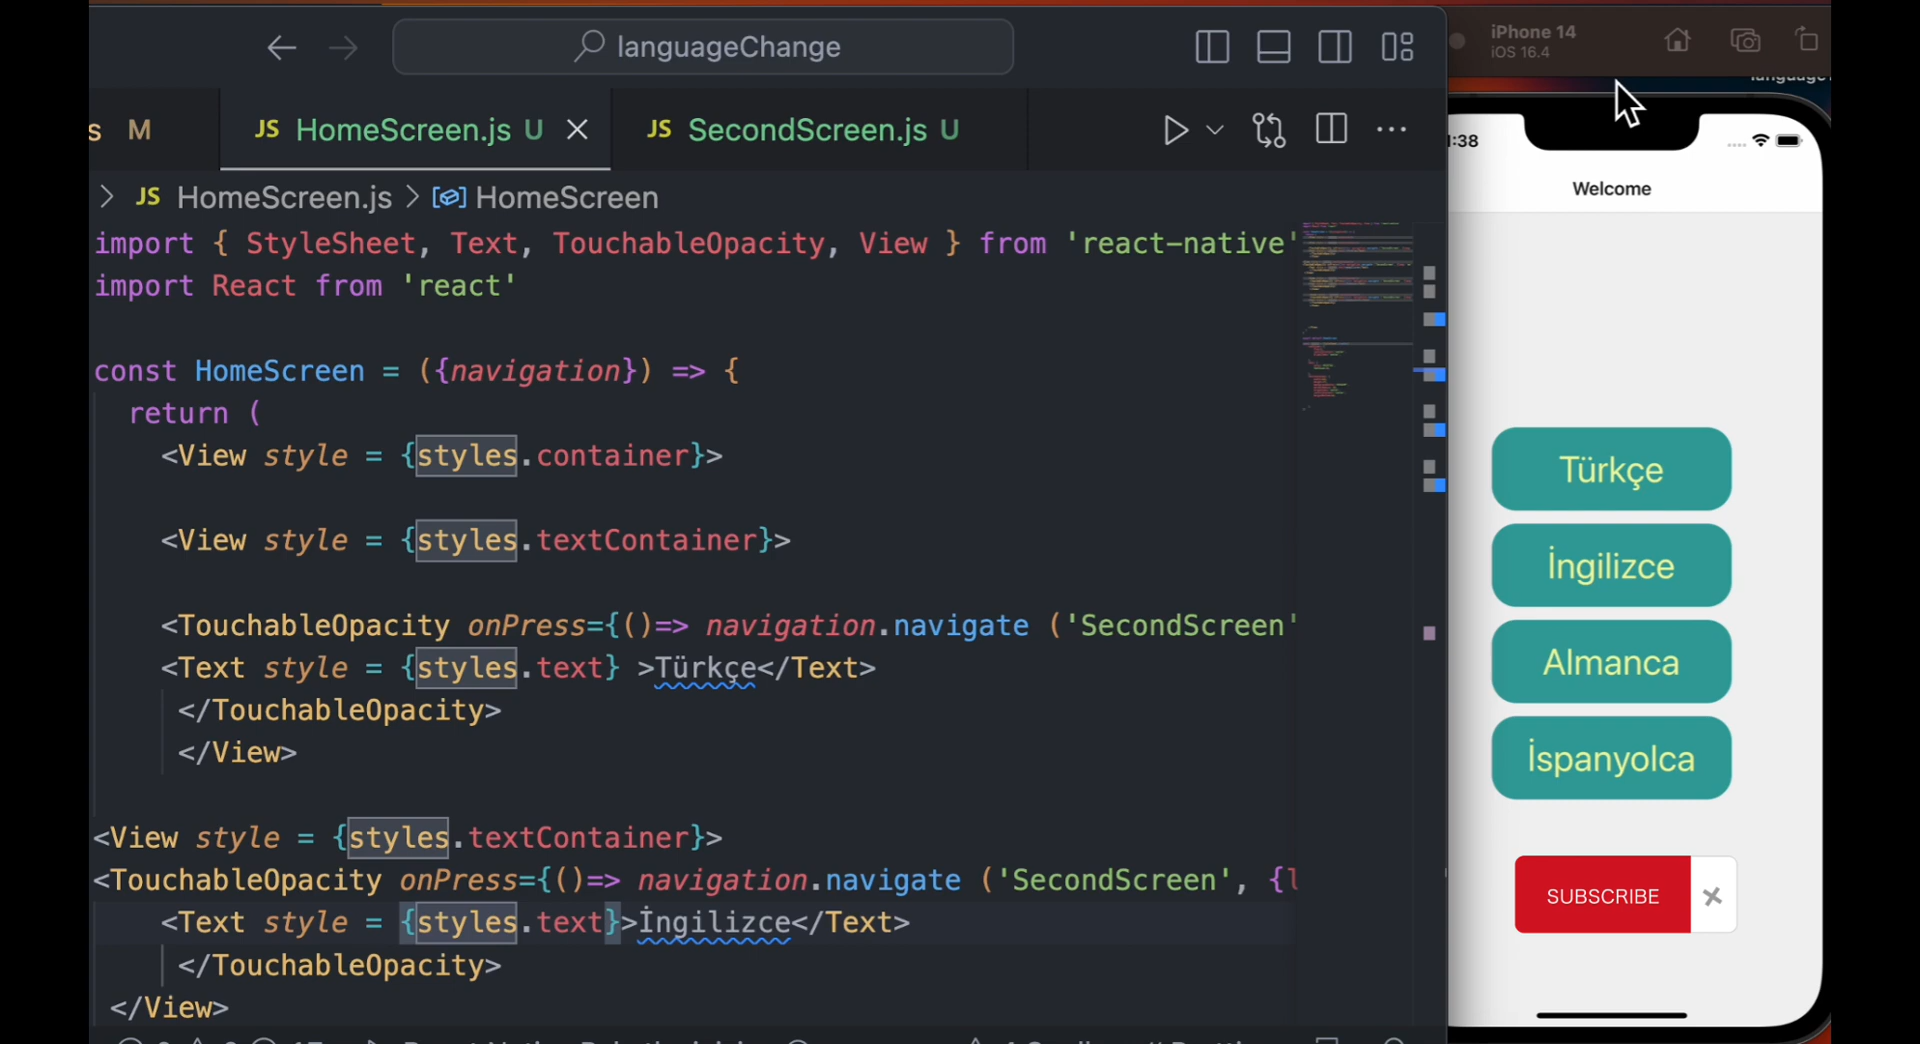 languageChange
iPhone 14
iOS 16.4
s M
JS HomeScreen.js U
JS SecondScreen.js U
JS HomeScreen.js > HomeScreen
import { StyleSheet, Text, TouchableOpacity, View } from 'react-native'
import React from 'react'
const HomeScreen = ({navigation}) => {
return (
<View style = {styles.container}>
<View style = {styles.textContainer}>
<TouchableOpacity onPress={()=> navigation.navigate ('SecondScreen'
<Text style = {styles.text} >Türkçe</Text>
</TouchableOpacity>
</View>
<View style = {styles.textContainer}>
<TouchableOpacity onPress={()=> navigation.navigate ('SecondScreen', {l
<Text style = {styles.text}>İngilizce</Text>
</TouchableOpacity>
</View>
:38
Welcome
Türkçe
İngilizce
Almanca
İspanyolca
SUBSCRIBE